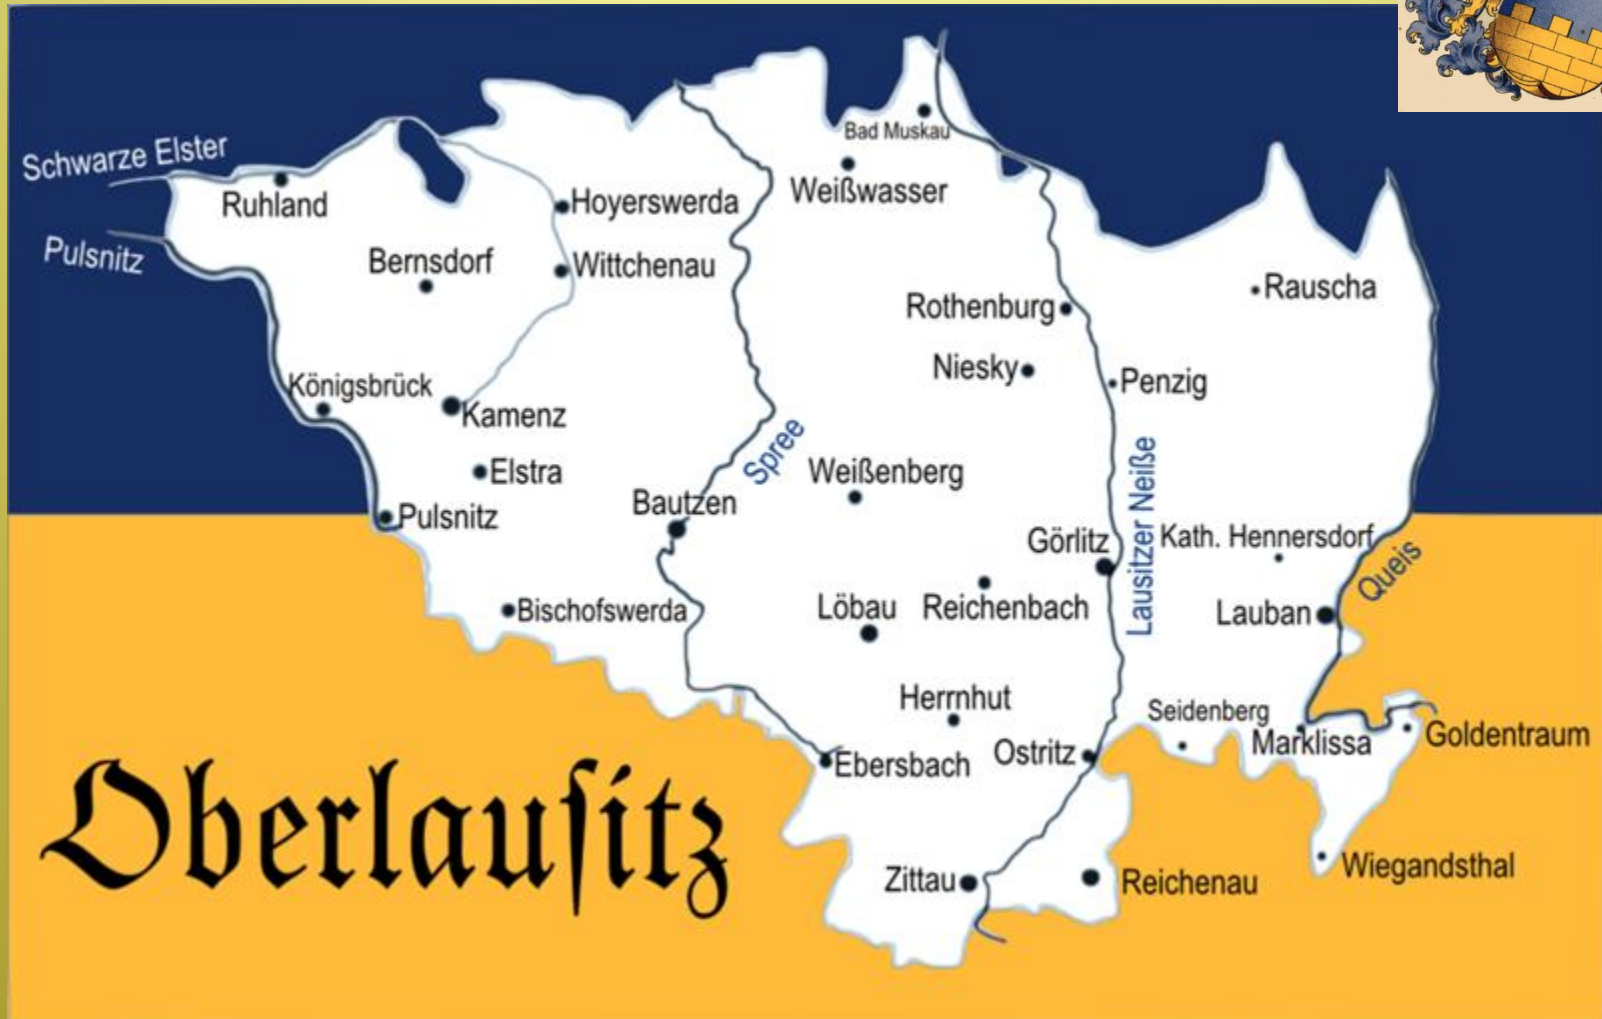 Bad Muskau
Schwarze Elster
Weißwasser
Ruhland
Hoyerswerda
Pulsnitz
Bernsdorf
Wittchenau
Rauscha
Rothenburg
Niesky
Penzig
Königsbrück
Kamenz
Spree
Elstra
Weißenberg
Bautzen
Pulsnitz
Lausitzer Neiße
Görlitz
Kath. Hennersdorf
Queis
Bischofswerda
Löbau
Reichenbach
Lauban
Herrnhut
Seidenberg
Marklissa
Goldentraum
Ostritz
Ebersbach
Oberlauſitz
Zittau
Reichenau
Wiegandsthal